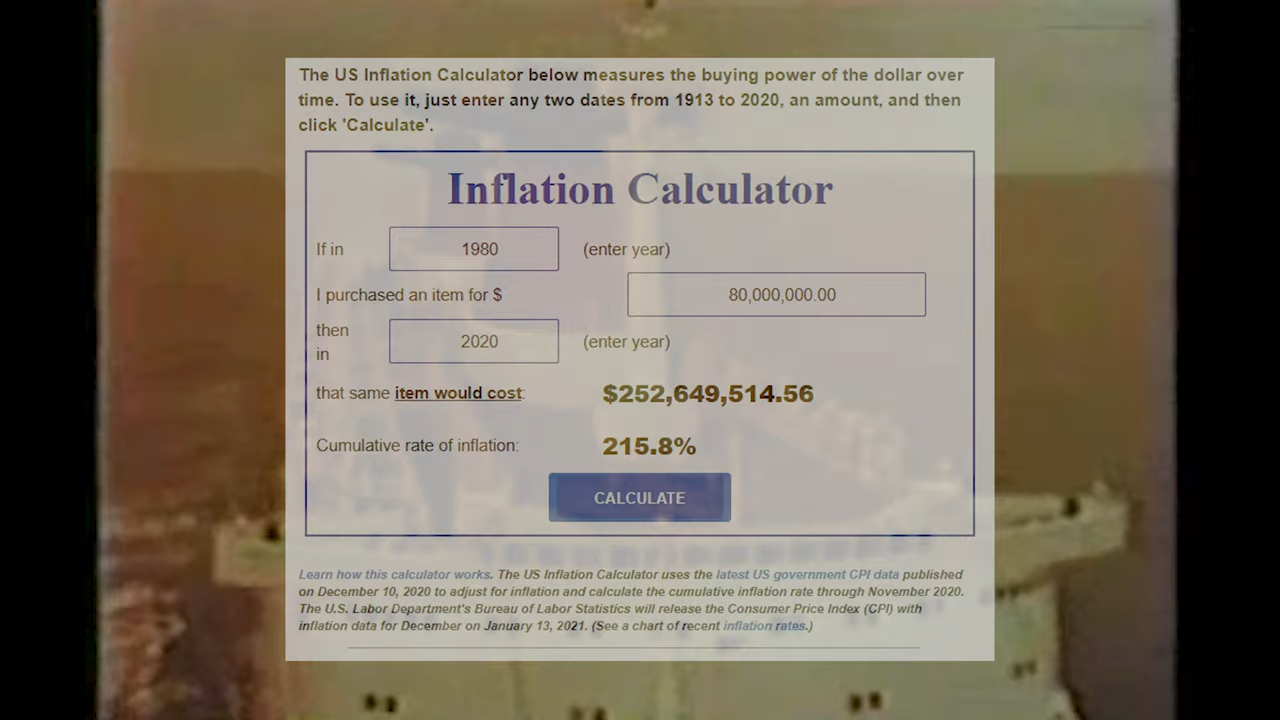 The US Inflation Calculator below measures the buying power of the dollar over
time. To use it, just enter any two dates from 1913 to 2020, an amount, and then
click 'Calculate'.
Inflation Calculator
If in 1980 (enter year)
I purchased an item for $ 80,000,000.00
then
in 2020 (enter year)
that same item would cost: $252,649,514.56
Cumulative rate of inflation: 215.8%
CALCULATE
Learn how this calculator works. The US Inflation Calculator uses the latest US government CPI data published
on December 10, 2020 to adjust for inflation and calculate the cumulative inflation rate through November 2020.
The U.S. Labor Department's Bureau of Labor Statistics will release the Consumer Price Index (CPI) with
inflation data for December on January 13, 2021. (See a chart of recent inflation rates.)